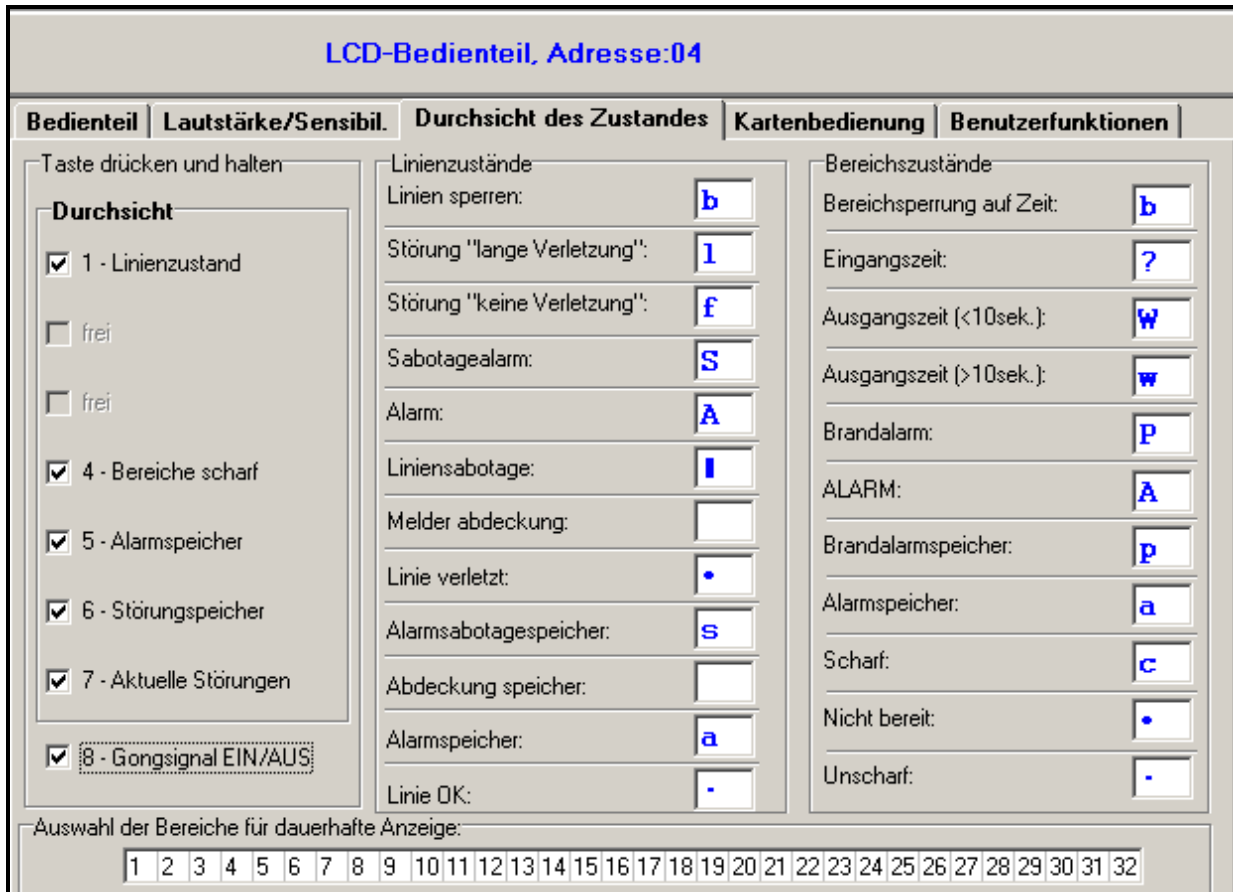 LCD-Bedienteil, Adresse:04
Bedienteil
Lautstärke/Sensibil.
Durchsicht des Zustandes
Kartenbedienung
Benutzerfunktionen
Taste drücken und halten
Durchsicht
1 - Linienzustand
frei
frei
4 - Bereiche scharf
5 - Alarmspeicher
6 - Störungspeicher
7 - Aktuelle Störungen
8 - Gongsignal EIN/AUS
Linienzustände
Linien sperren: b
Störung "lange Verletzung": l
Störung "keine Verletzung": f
Sabotagealarm: S
Alarm: A
Liniensabotage: ▮
Melder abdeckung:
Linie verletzt: •
Alarmsabotagespeicher: s
Abdeckung speicher:
Alarmspeicher: a
Linie OK: ·
Bereichszustände
Bereichsperrung auf Zeit: b
Eingangszeit: ?
Ausgangszeit (<10sek.): W
Ausgangszeit (>10sek.): w
Brandalarm: P
ALARM: A
Brandalarmspeicher: p
Alarmspeicher: a
Scharf: c
Nicht bereit: •
Unscharf: ·
Auswahl der Bereiche für dauerhafte Anzeige:
1 2 3 4 5 6 7 8 9 10 11 12 13 14 15 16 17 18 19 20 21 22 23 24 25 26 27 28 29 30 31 32